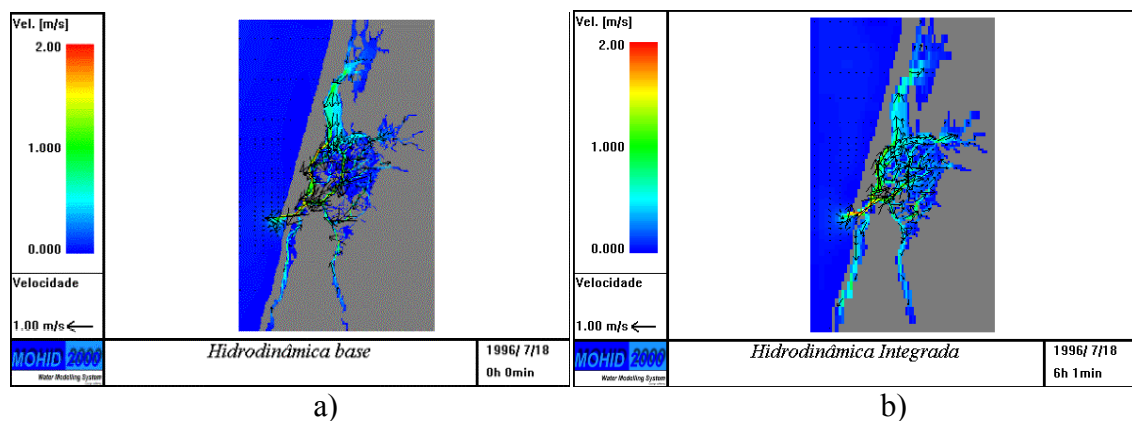 Vel. [m/s]
2.00
1.000
0.000
Velocidade
1.00 m/s
MOHID 2000
Water Modelling System
Hidrodinâmica base
1996/ 7/18
0h 0min
a)
Vel. [m/s]
2.00
1.000
0.000
Velocidade
1.00 m/s
MOHID 2000
Water Modelling System
Hidrodinâmica Integrada
1996/ 7/18
6h 1min
b)